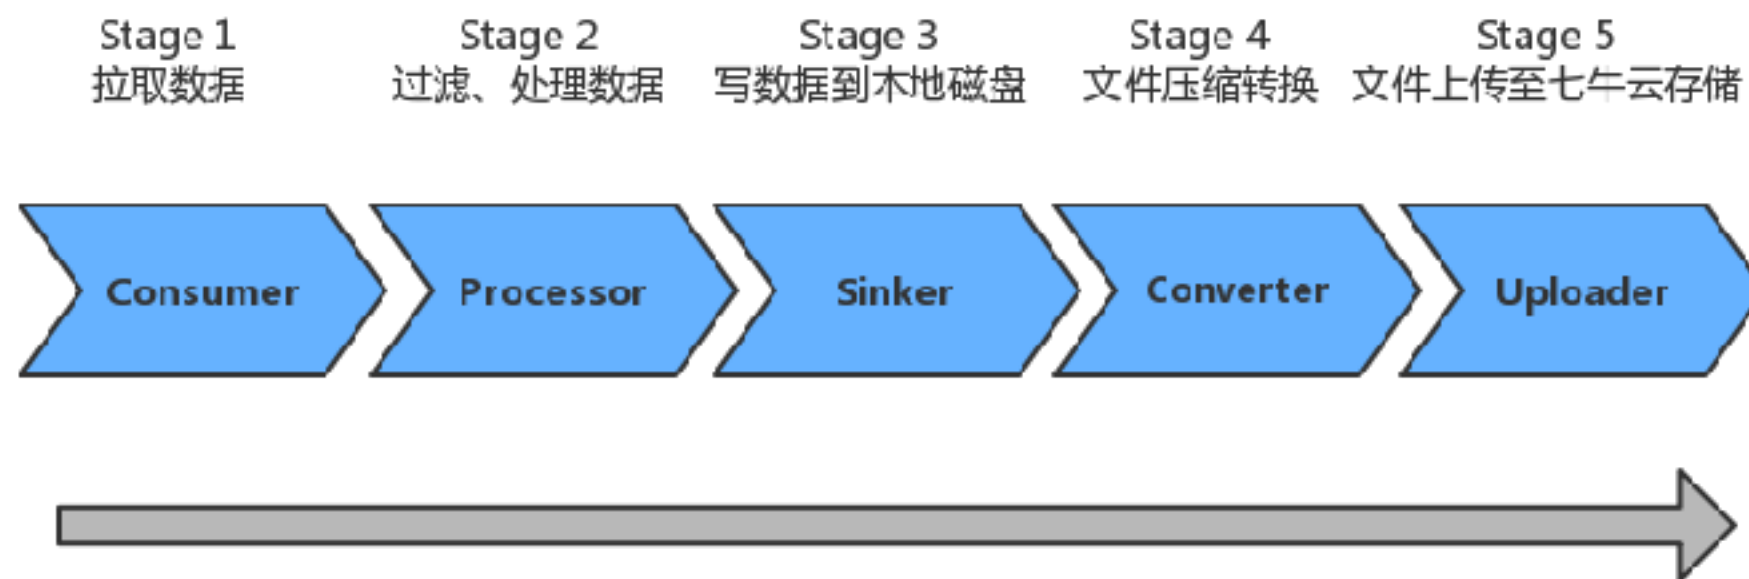 Stage 1
拉取数据
Stage 2
过滤、处理数据
Stage 3
写数据到本地磁盘
Stage 4
文件压缩转换
Stage 5
文件上传至七牛云存储
Consumer
Processor
Sinker
Converter
Uploader